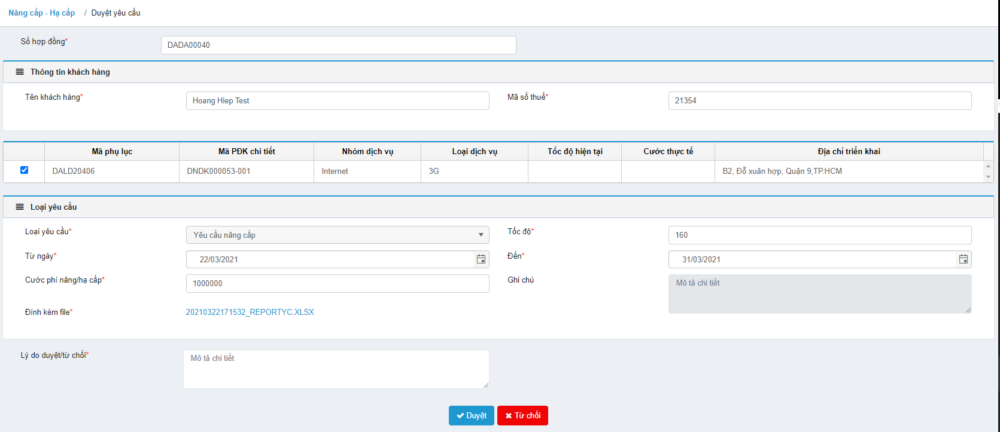 Nâng cấp - Hạ cấp / Duyệt yêu cầu
Số hợp đồng* DADA00040
Thông tin khách hàng
Tên khách hàng* Hoang Hiep Test Mã số thuế* 21354
Mã phụ lục Mã PĐK chi tiết Nhóm dịch vụ Loại dịch vụ Tốc độ hiện tại Cước thực tế Địa chỉ triển khai
DALD20406 DNDK000053-001 Internet 3G B2, Đỗ xuân hợp, Quận 9,TP.HCM
Loại yêu cầu
Loại yêu cầu* Yêu cầu nâng cấp Tốc độ* 160
Từ ngày* 22/03/2021 Đến* 31/03/2021
Cước phí nâng/hạ cấp* 1000000 Ghi chú Mô tả chi tiết
Đính kèm file* 20210322171532_REPORTYC.XLSX
Lý do duyệt/từ chối* Mô tả chi tiết
Duyệt Từ chối